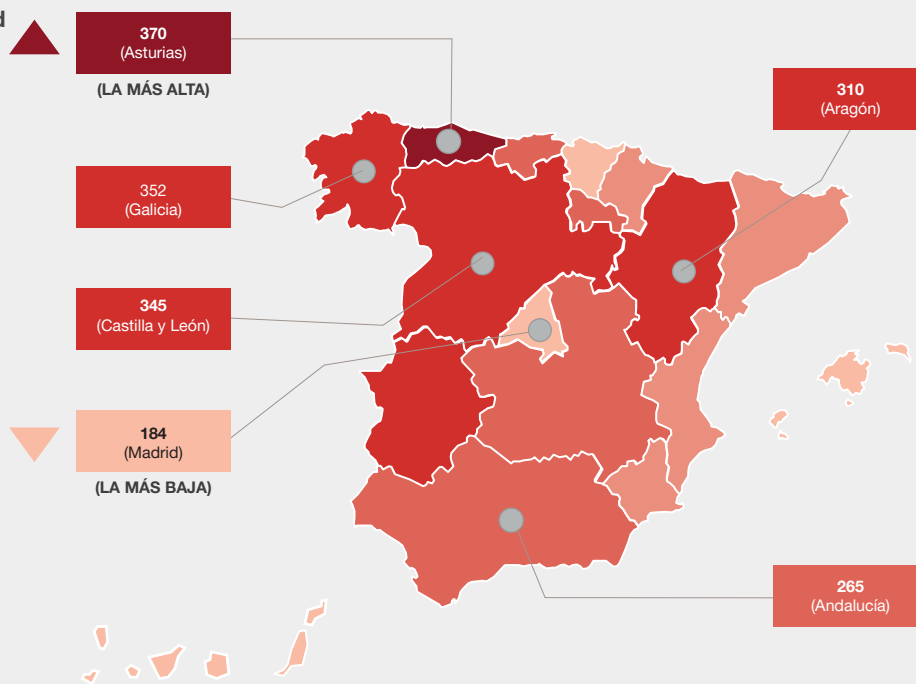 d
370
(Asturias)
(LA MÁS ALTA)
310
(Aragón)
352
(Galicia)
345
(Castilla y León)
184
(Madrid)
(LA MÁS BAJA)
265
(Andalucía)